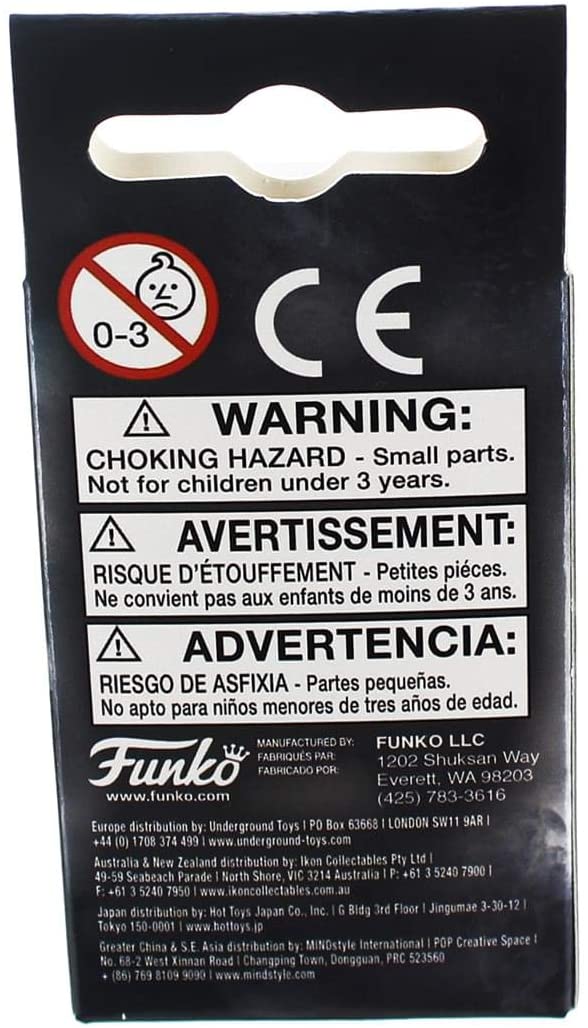 0-3
CE
WARNING:
CHOKING HAZARD - Small parts.
Not for children under 3 years.
AVERTISSEMENT:
RISQUE D'ÉTOUFFEMENT - Petites piéces.
Ne convient pas aux enfants de moins de 3 ans.
ADVERTENCIA:
RIESGO DE ASFIXIA - Partes pequeñas.
No apto para niños menores de tres años de edad.
Funko
www.funko.com
MANUFACTURED BY:
FABRIQUÉS PAR:
FABRICADO POR:
FUNKO LLC
1202 Shuksan Way
Everett, WA 98203
(425) 783-3616
Europe distribution by: Underground Toys | PO Box 63668 | LONDON SW11 9AR |
+44 (0) 1708 374 499 | www.underground-toys.com
Australia & New Zealand distribution by: Ikon Collectables Pty Ltd |
49-59 Seabeach Parade | North Shore, VIC 3214 Australia | P: +61 3 5240 7900 |
F: +61 3 5240 7950 | www.ikoncollectables.com.au
Japan distribution by: Hot Toys Japan Co., Inc. | G Bldg 3rd Floor | Jingumae 3-30-12 |
Tokyo 150-0001 | www.hottoys.jp
Greater China & S.E. Asia distribution by: MINDstyle International | POP Creative Space |
No. 68-2 West Xinnan Road | Changping Town, Dongguan, PRC 523560
+ (86) 769 8109 9090 | www.mindstyle.com